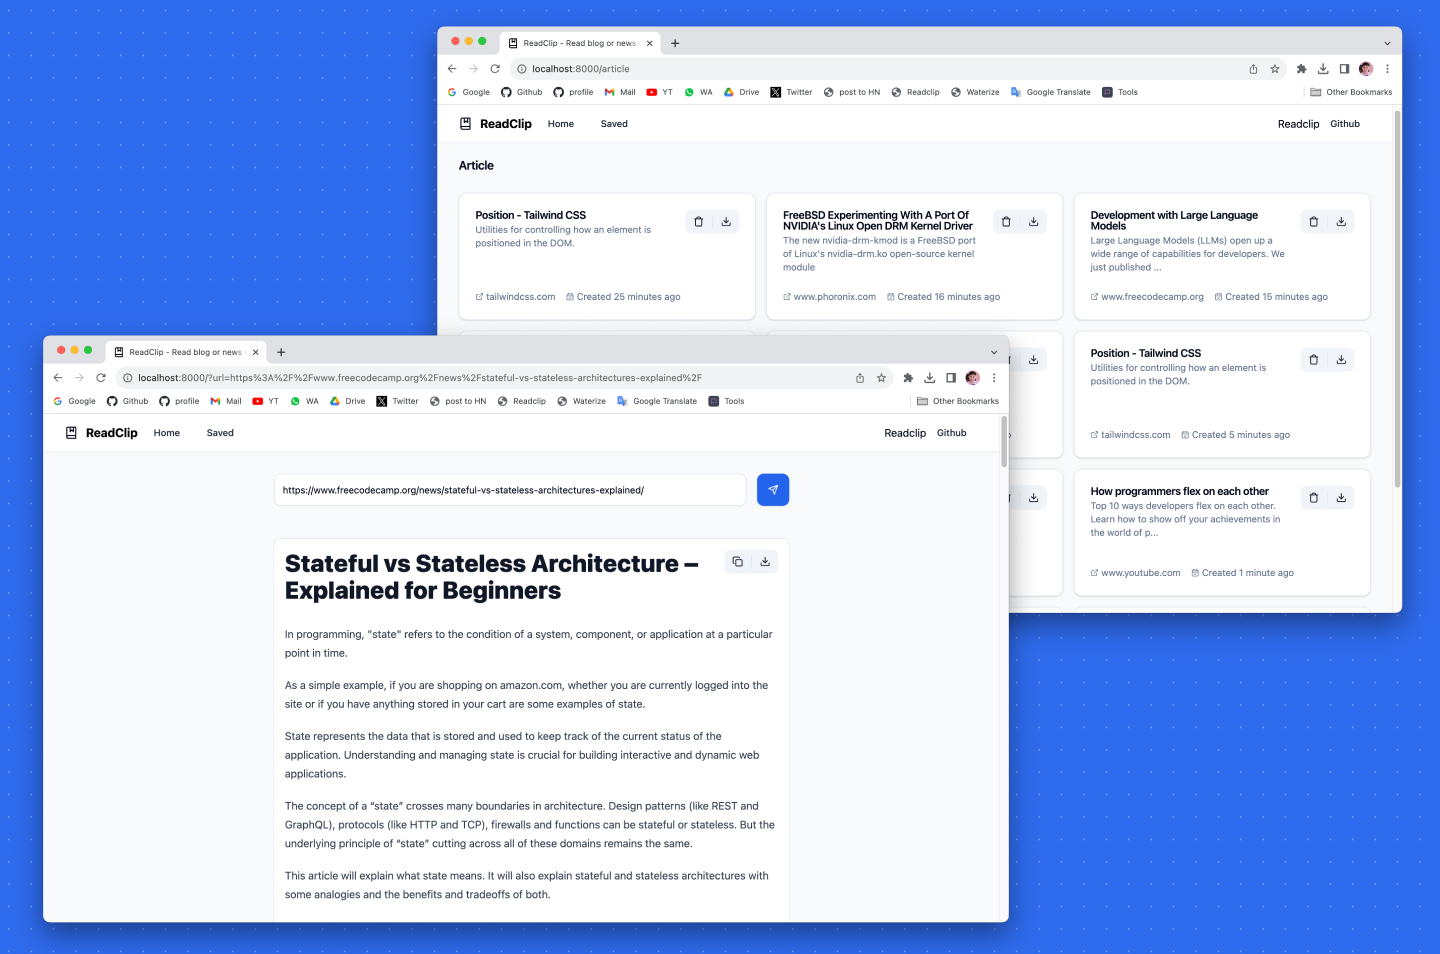 ReadClip - Read blog or news
localhost:8000/article
Google Github profile Mail YT WA Drive Twitter post to HN Readclip Waterize Google Translate Tools Other Bookmarks
ReadClip Home Saved Readclip Github
Article
Position - Tailwind CSS
Utilities for controlling how an element is
positioned in the DOM.
tailwindcss.com Created 25 minutes ago
FreeBSD Experimenting With A Port Of
NVIDIA's Linux Open DRM Kernel Driver
The new nvidia-drm-kmod is a FreeBSD port
of Linux's nvidia-drm.ko open-source kernel
module
www.phoronix.com Created 16 minutes ago
Development with Large Language
Models
Large Language Models (LLMs) open up a
wide range of capabilities for developers. We
just published ...
www.freecodecamp.org Created 15 minutes ago
Position - Tailwind CSS
Utilities for controlling how an element is
positioned in the DOM.
tailwindcss.com Created 5 minutes ago
How programmers flex on each other
Top 10 ways developers flex on each other.
Learn how to show off your achievements in
the world of p...
www.youtube.com Created 1 minute ago
ReadClip - Read blog or news
localhost:8000/?url=https%3A%2F%2Fwww.freecodecamp.org%2Fnews%2Fstateful-vs-stateless-architectures-explained%2F
Google Github profile Mail YT WA Drive Twitter post to HN Readclip Waterize Google Translate Tools Other Bookmarks
ReadClip Home Saved Readclip Github
https://www.freecodecamp.org/news/stateful-vs-stateless-architectures-explained/
Stateful vs Stateless Architecture –
Explained for Beginners
In programming, "state" refers to the condition of a system, component, or application at a particular
point in time.
As a simple example, if you are shopping on amazon.com, whether you are currently logged into the
site or if you have anything stored in your cart are some examples of state.
State represents the data that is stored and used to keep track of the current status of the
application. Understanding and managing state is crucial for building interactive and dynamic web
applications.
The concept of a “state” crosses many boundaries in architecture. Design patterns (like REST and
GraphQL), protocols (like HTTP and TCP), firewalls and functions can be stateful or stateless. But the
underlying principle of “state” cutting across all of these domains remains the same.
This article will explain what state means. It will also explain stateful and stateless architectures with
some analogies and the benefits and tradeoffs of both.